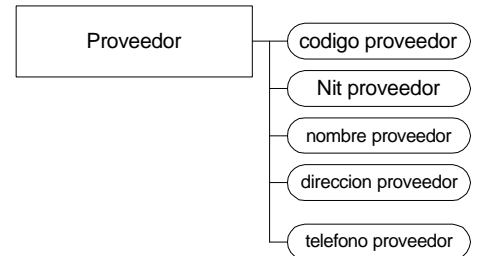 Proveedor
codigo proveedor
Nit proveedor
nombre proveedor
direccion proveedor
telefono proveedor